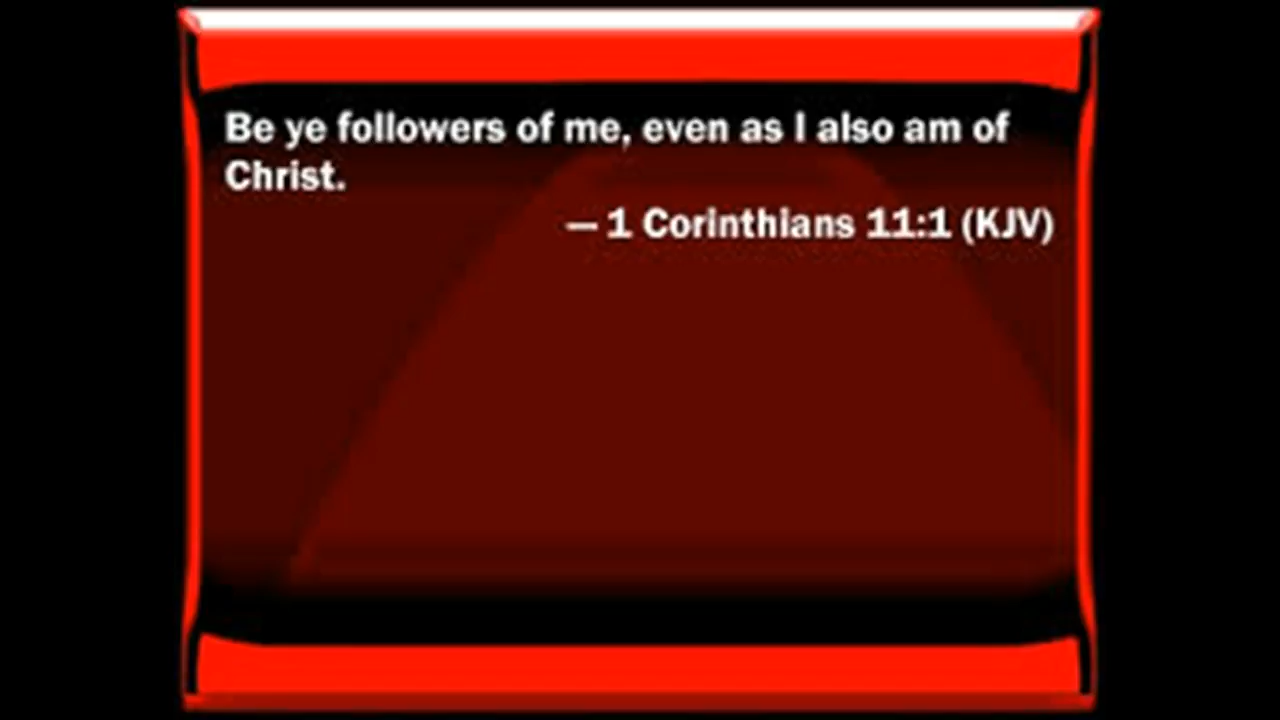 Be ye followers of me, even as I also am of
Christ.
— 1 Corinthians 11:1 (KJV)